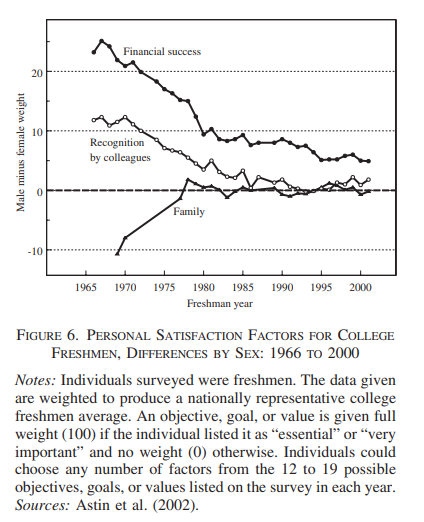 Financial success
20
Male minus female weight
10
Recognition
by colleagues
0
Family
-10
1965 1970 1975 1980 1985 1990 1995 2000
Freshman year
FIGURE 6. PERSONAL SATISFACTION FACTORS FOR COLLEGE
FRESHMEN, DIFFERENCES BY SEX: 1966 TO 2000
Notes: Individuals surveyed were freshmen. The data given
are weighted to produce a nationally representative college
freshmen average. An objective, goal, or value is given full
weight (100) if the individual listed it as “essential” or “very
important” and no weight (0) otherwise. Individuals could
choose any number of factors from the 12 to 19 possible
objectives, goals, or values listed on the survey in each year.
Sources: Astin et al. (2002).